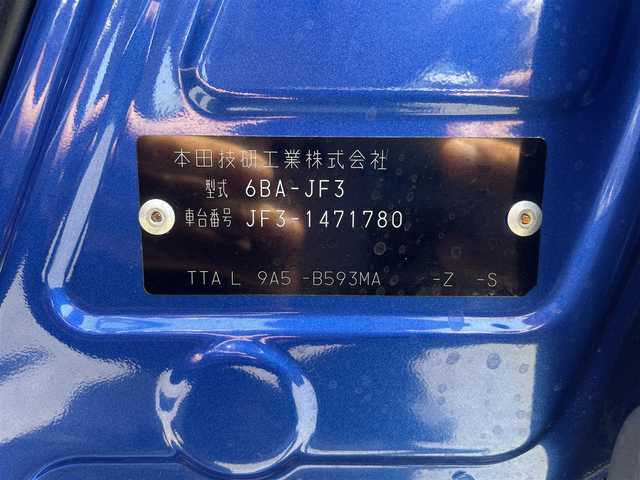 本田技研工業株式会社
型式 6BA-JF3
車台番号 JF3-1471780
TTA L 9A5 -B593MA -Z -S